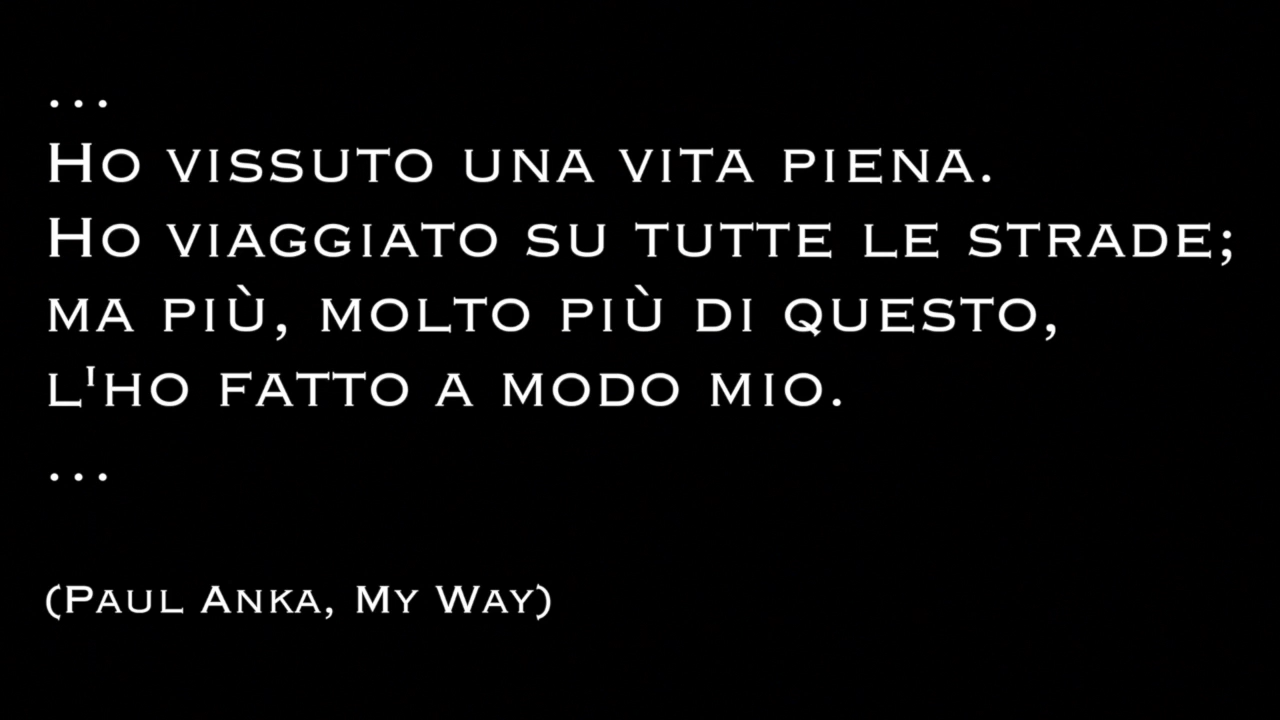 ...
Ho vissuto una vita piena.
Ho viaggiato su tutte le strade;
ma più, molto più di questo,
l'ho fatto a modo mio.
...
(Paul Anka, My Way)